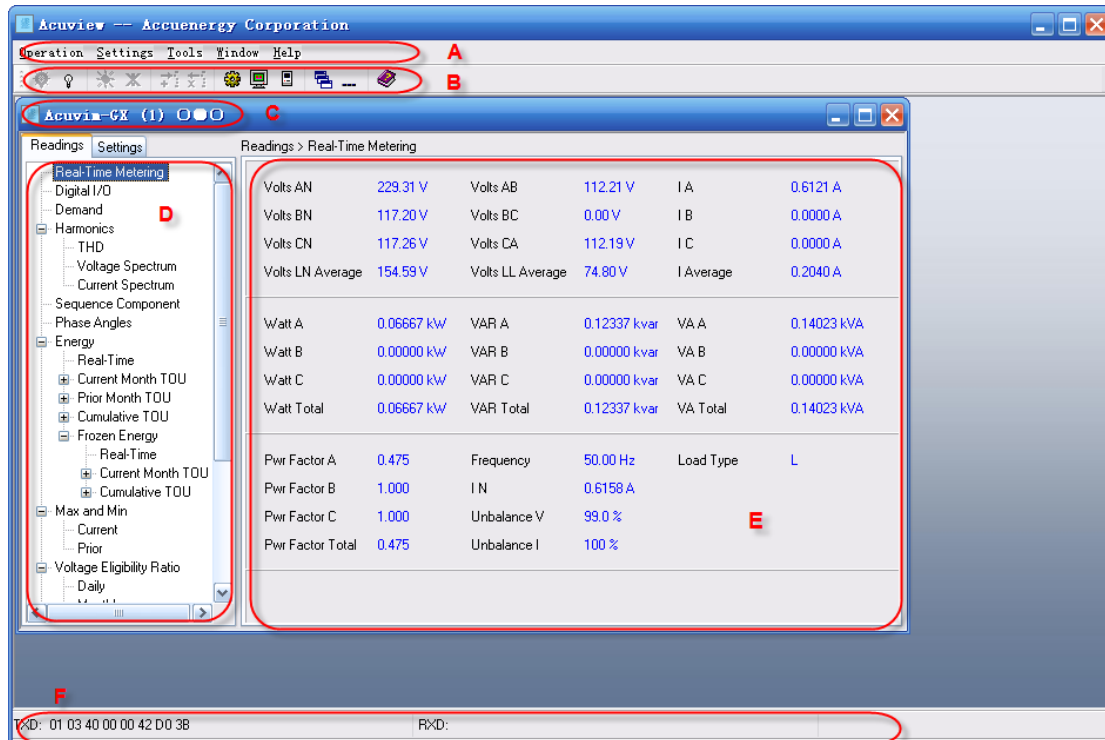 Acuview -- Accuenergy Corporation
Operation Settings Tools Window Help
A
B
Acuvim-GX (1)
C
Readings Settings
Readings > Real-Time Metering
Real-Time Metering
Digital I/O
Demand
D
Harmonics
THD
Voltage Spectrum
Current Spectrum
Sequence Component
Phase Angles
Energy
Real-Time
Current Month TOU
Prior Month TOU
Cumulative TOU
Frozen Energy
Real-Time
Current Month TOU
Cumulative TOU
Max and Min
Current
Prior
Voltage Eligibility Ratio
Daily
Volts AN 229.31 V Volts AB 112.21 V I A 0.6121 A
Volts BN 117.20 V Volts BC 0.00 V I B 0.0000 A
Volts CN 117.26 V Volts CA 112.19 V I C 0.0000 A
Volts LN Average 154.59 V Volts LL Average 74.80 V I Average 0.2040 A
Watt A 0.06667 kW VAR A 0.12337 kvar VA A 0.14023 kVA
Watt B 0.00000 kW VAR B 0.00000 kvar VA B 0.00000 kVA
Watt C 0.00000 kW VAR C 0.00000 kvar VA C 0.00000 kVA
Watt Total 0.06667 kW VAR Total 0.12337 kvar VA Total 0.14023 kVA
Pwr Factor A 0.475 Frequency 50.00 Hz Load Type L
Pwr Factor B 1.000 I N 0.6158 A
Pwr Factor C 1.000 Unbalance V 99.0 %
E
Pwr Factor Total 0.475 Unbalance I 100 %
F
TXD: 01 03 40 00 00 42 D0 3B RXD: